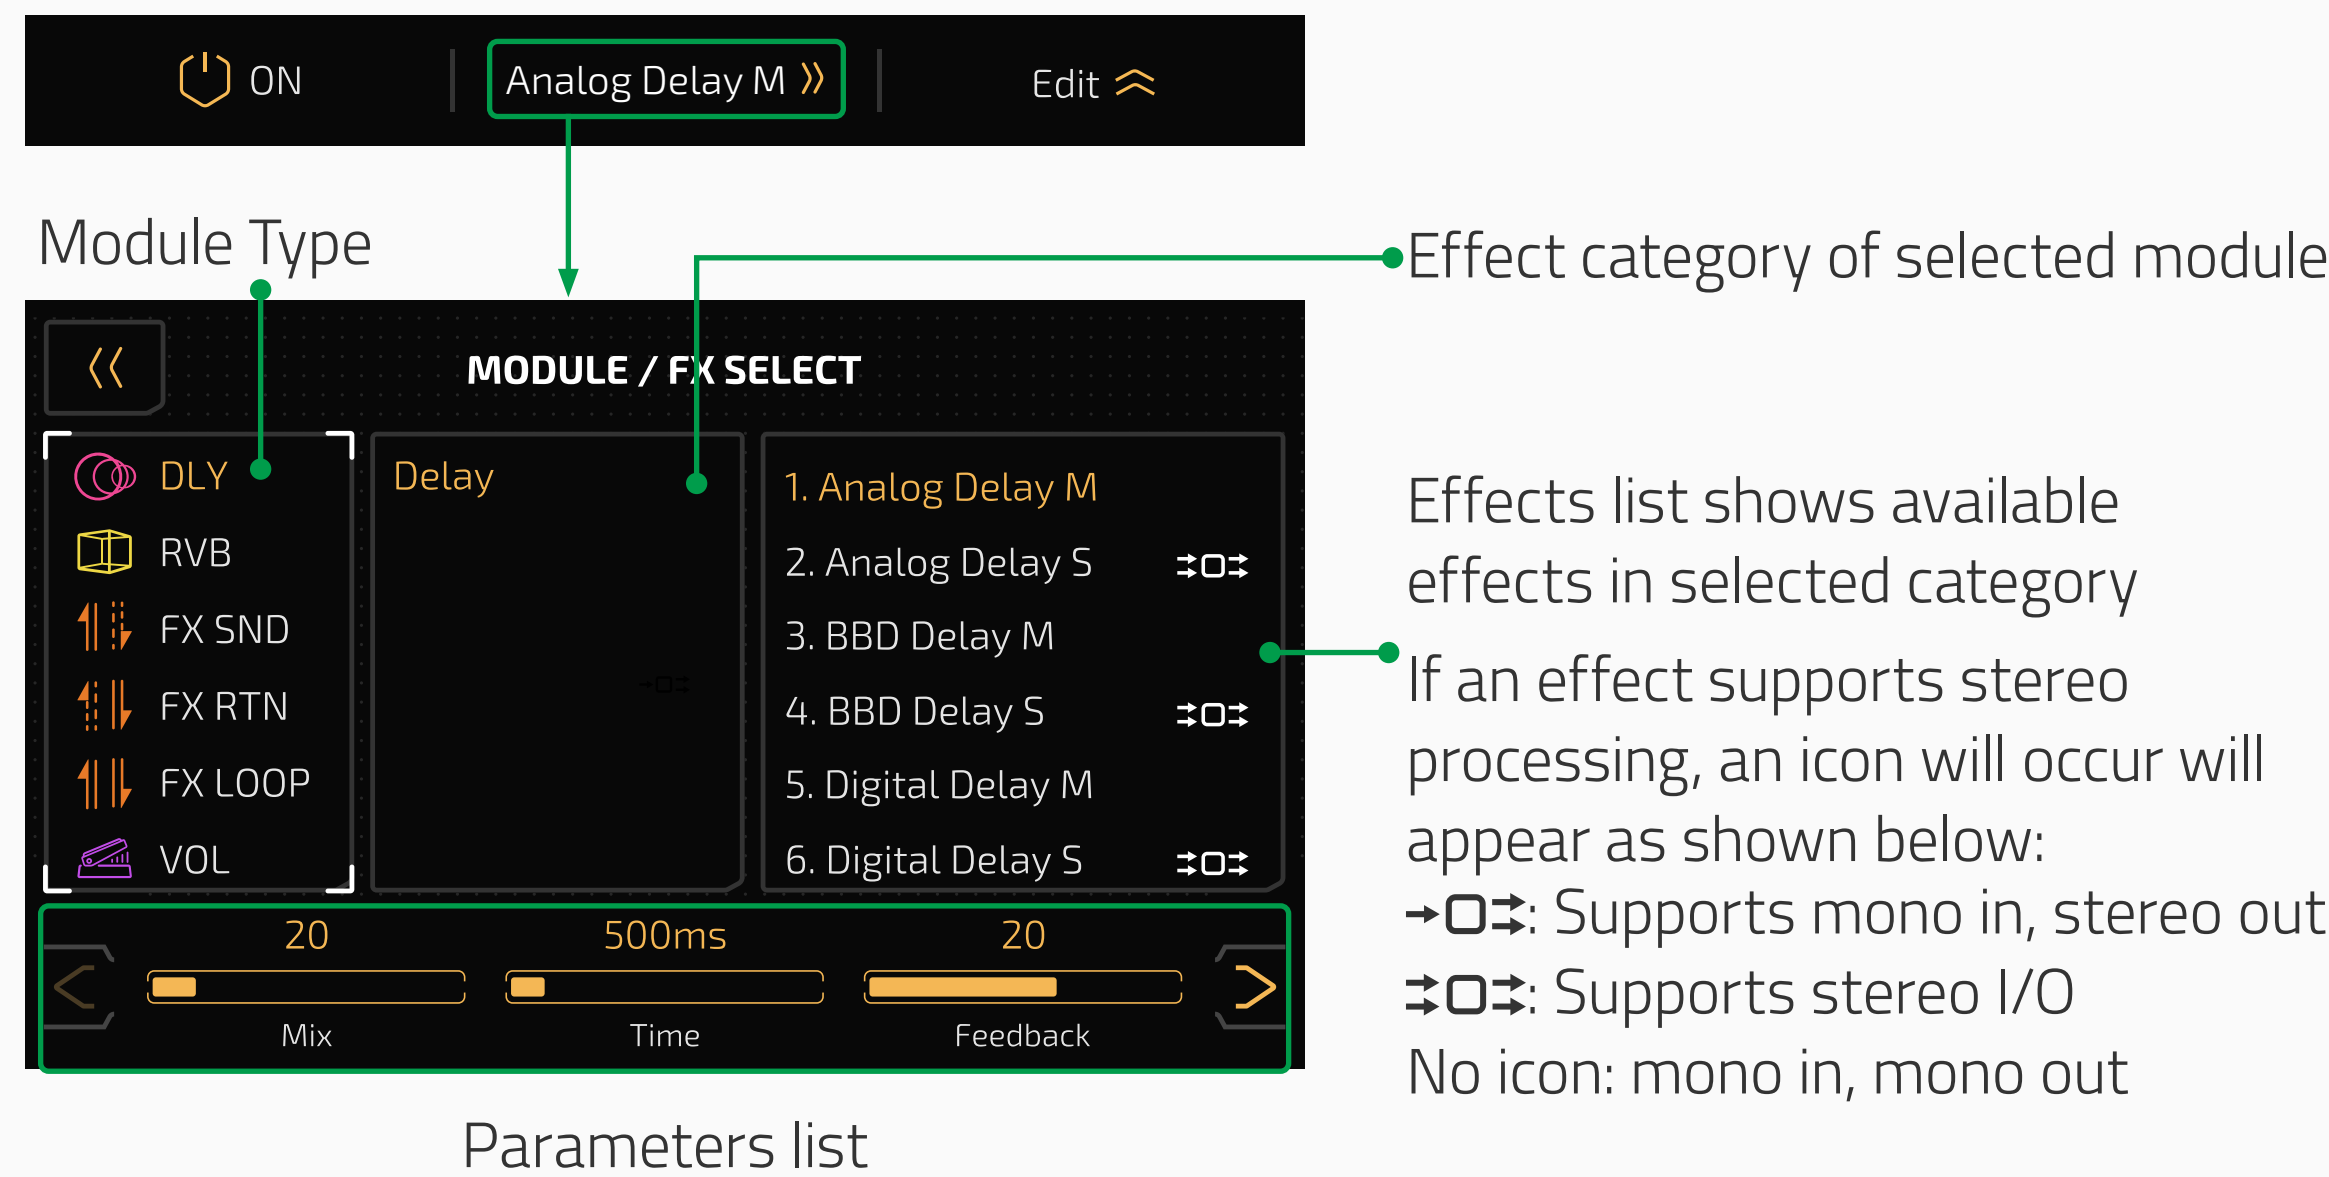 ON
Analog Delay M
Edit
Module Type
Effect category of selected module
MODULE / FX SELECT
DLY
RVB
FX SND
FX RTN
FX LOOP
VOL
Delay
1. Analog Delay M
2. Analog Delay S
3. BBD Delay M
4. BBD Delay S
5. Digital Delay M
6. Digital Delay S
Effects list shows available
effects in selected category
If an effect supports stereo
processing, an icon will occur will
appear as shown below:
: Supports mono in, stereo out
: Supports stereo I/O
No icon: mono in, mono out
20
500ms
20
Mix
Time
Feedback
Parameters list